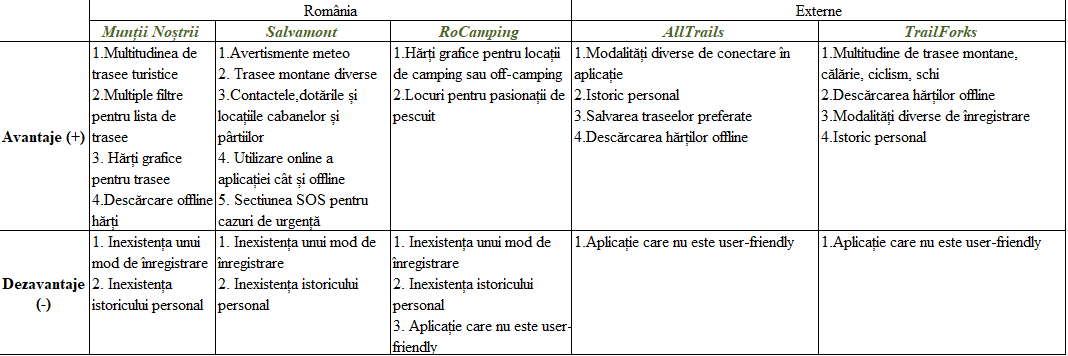 România
Externe
Munții Noștrii
Salvamont
RoCamping
AllTrails
TrailForks
Avantaje (+)
1.Multitudinea de
trasee turistice
2.Multiple filtre
pentru lista de
trasee
3. Hărți grafice
pentru trasee
4.Descărcare offline
hărți
1.Avertismente meteo
2. Trasee montane diverse
3.Contactele,dotările și
locațiile cabanelor și
pârtiilor
4. Utilizare online a
aplicației cât și offline
5. Sectiunea SOS pentru
cazuri de urgență
1.Hărți grafice pentru locații
de camping sau off-camping
2.Locuri pentru pasionații de
pescuit
1.Modalități diverse de conectare în
aplicație
2.Istoric personal
3.Salvarea traseelor preferate
4.Descărcarea hărților offline
1.Multitudine de trasee montane,
călărie, ciclism, schi
2.Descărcarea hărților offline
3.Modalități diverse de înregistrare
4.Istoric personal
Dezavantaje
(-)
1. Inexistența unui
mod de înregistrare
2. Inexistența
istoricului personal
1. Inexistența unui mod de
înregistrare
2. Inexistența istoricului
personal
1. Inexistența unui mod de
înregistrare
2. Inexistența istoricului
personal
3. Aplicație care nu este user-
friendly
1.Aplicație care nu este user-friendly
1.Aplicație care nu este user-friendly